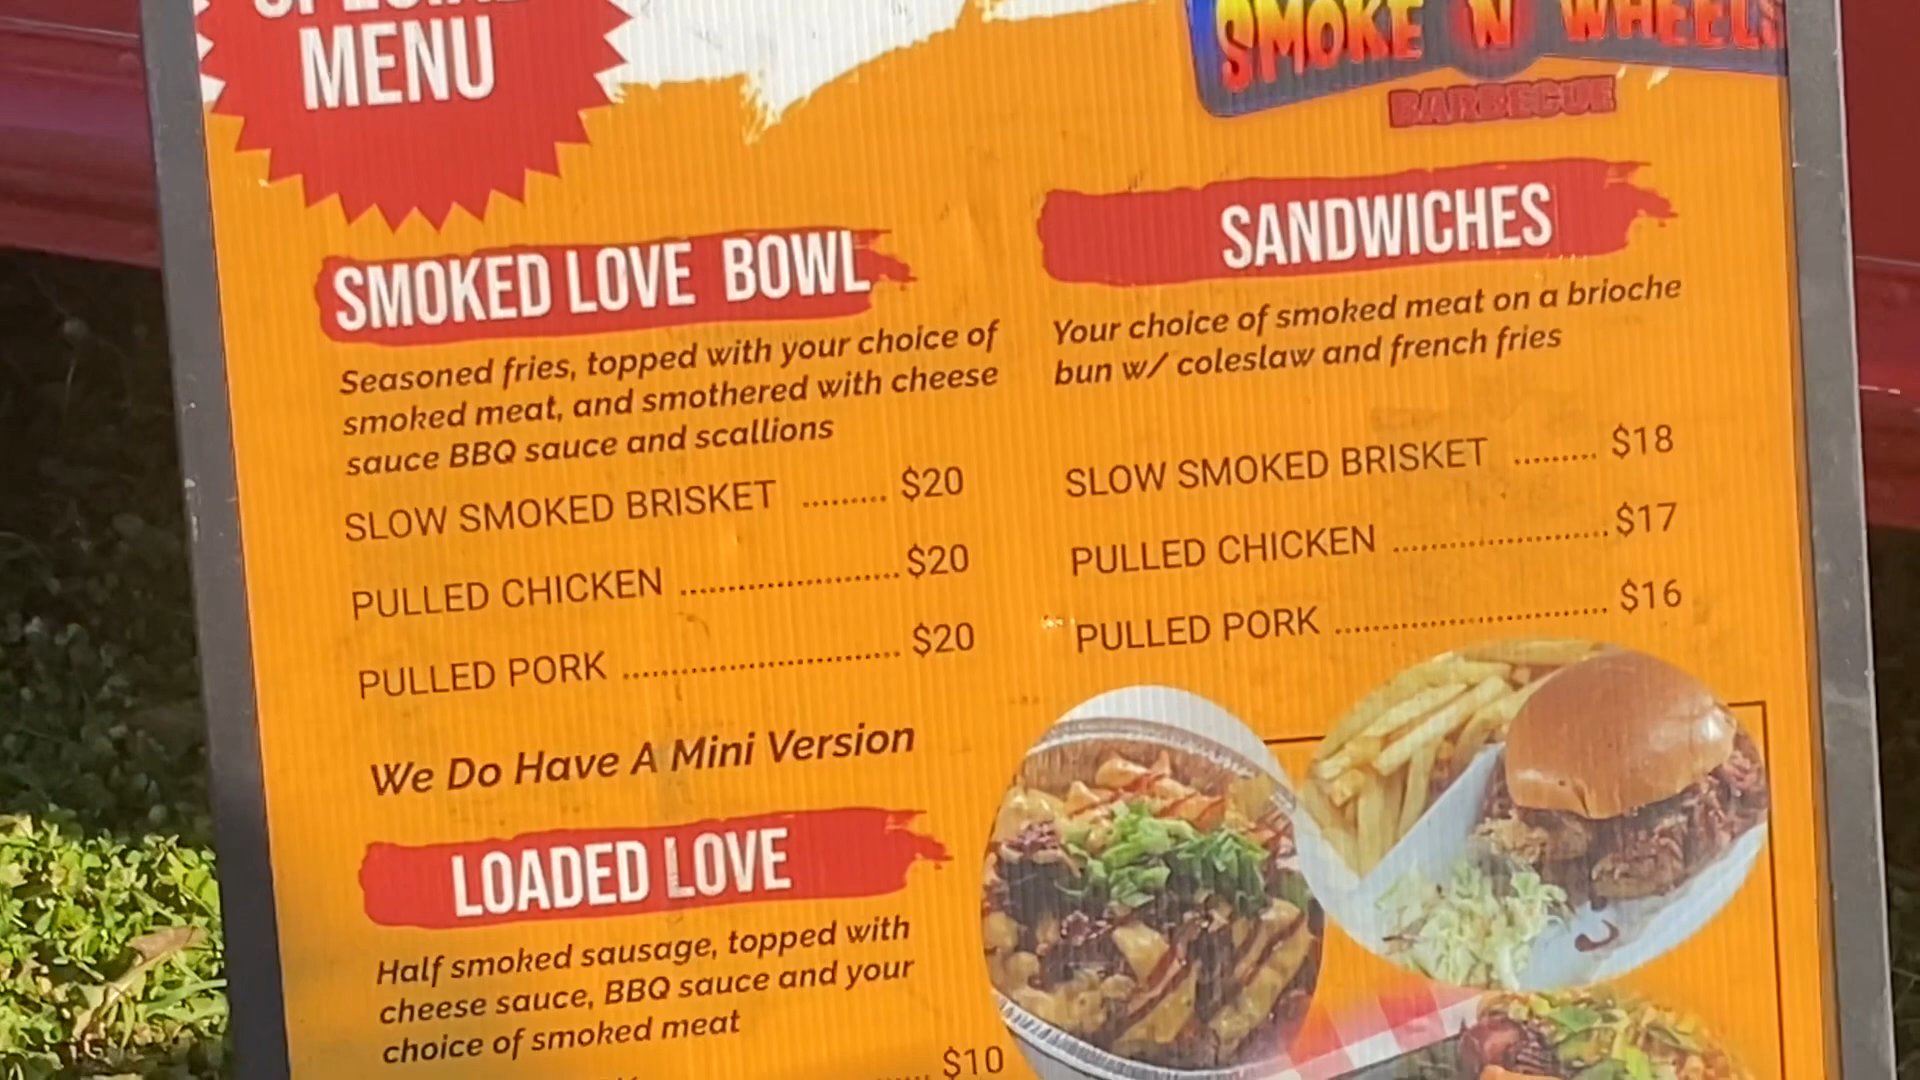 SPECIAL
MENU
SMOKE 'N' WHEELS
BARBECUE
SMOKED LOVE BOWL
Seasoned fries, topped with your choice of
smoked meat, and smothered with cheese
sauce BBQ sauce and scallions
SLOW SMOKED BRISKET ......... $20
PULLED CHICKEN ....................... $20
PULLED PORK ............................. $20
We Do Have A Mini Version
LOADED LOVE
Half smoked sausage, topped with
cheese sauce, BBQ sauce and your
choice of smoked meat
$10
SANDWICHES
Your choice of smoked meat on a brioche
bun w/ coleslaw and french fries
SLOW SMOKED BRISKET ......... $18
PULLED CHICKEN ....................... $17
PULLED PORK ............................. $16